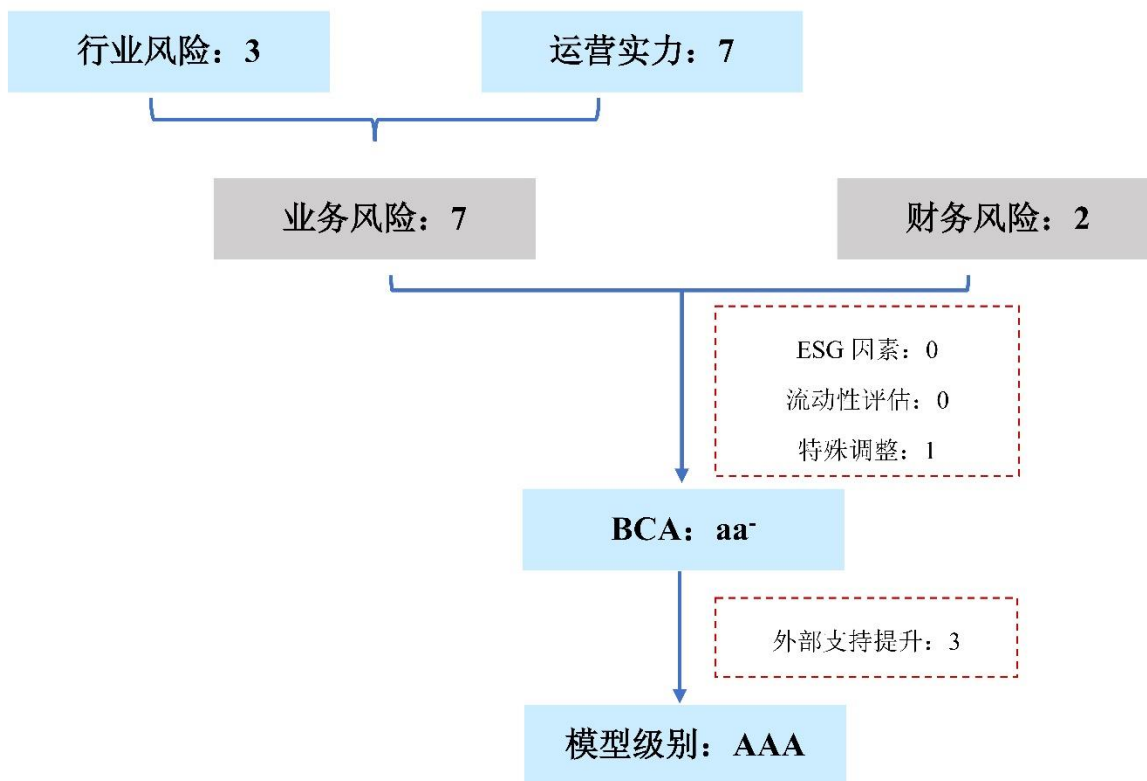 行业风险：3
运营实力：7
业务风险：7
财务风险：2
ESG 因素：0
流动性评估：0
特殊调整：1
BCA：aa-
外部支持提升：3
模型级别：AAA